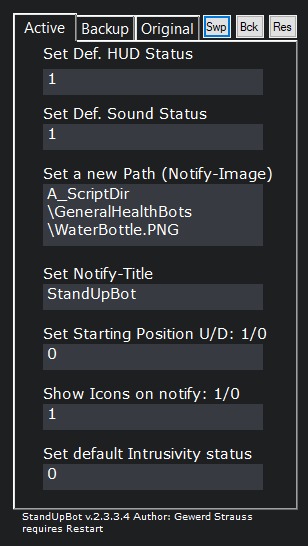 Active Backup Original Swp Bck Res
Set Def. HUD Status
1
Set Def. Sound Status
1
Set a new Path (Notify-Image)
A_ScriptDir
\GeneralHealthBots
\WaterBottle.PNG
Set Notify-Title
StandUpBot
Set Starting Position U/D: 1/0
0
Show Icons on notify: 1/0
1
Set default Intrusivity status
0
StandUpBot v.2.3.3.4 Author: Gewerd Strauss
requires Restart